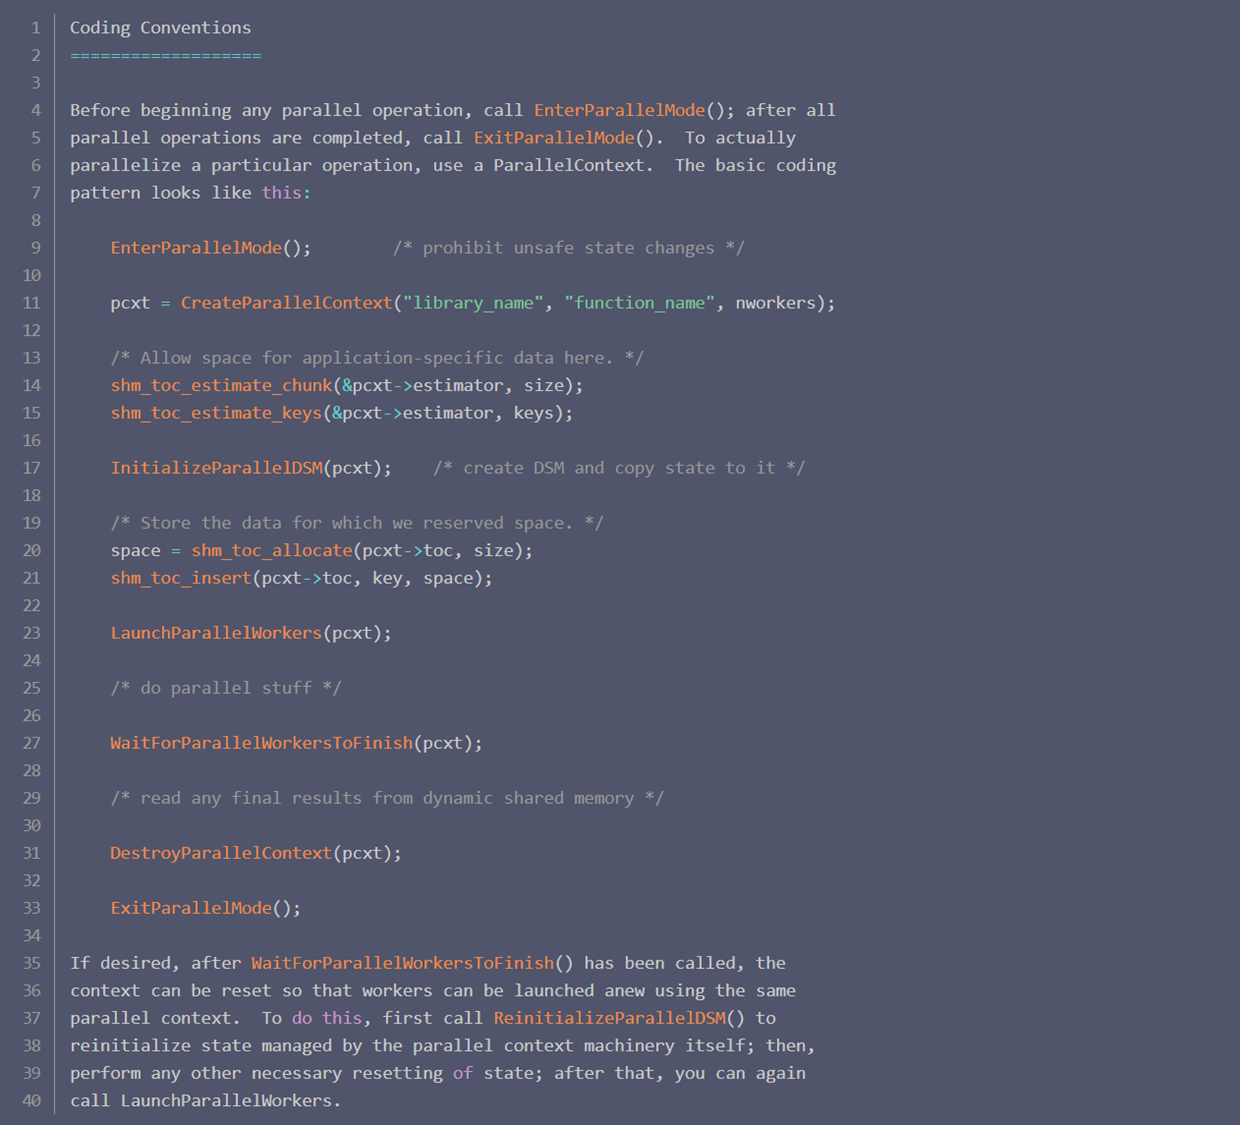 1 Coding Conventions
2 ===================
3
4 Before beginning any parallel operation, call EnterParallelMode(); after all
5 parallel operations are completed, call ExitParallelMode().  To actually
6 parallelize a particular operation, use a ParallelContext.  The basic coding
7 pattern looks like this:
8
9     EnterParallelMode();        /* prohibit unsafe state changes */
10
11     pcxt = CreateParallelContext("library_name", "function_name", nworkers);
12
13     /* Allow space for application-specific data here. */
14     shm_toc_estimate_chunk(&pcxt->estimator, size);
15     shm_toc_estimate_keys(&pcxt->estimator, keys);
16
17     InitializeParallelDSM(pcxt);    /* create DSM and copy state to it */
18
19     /* Store the data for which we reserved space. */
20     space = shm_toc_allocate(pcxt->toc, size);
21     shm_toc_insert(pcxt->toc, key, space);
22
23     LaunchParallelWorkers(pcxt);
24
25     /* do parallel stuff */
26
27     WaitForParallelWorkersToFinish(pcxt);
28
29     /* read any final results from dynamic shared memory */
30
31     DestroyParallelContext(pcxt);
32
33     ExitParallelMode();
34
35 If desired, after WaitForParallelWorkersToFinish() has been called, the
36 context can be reset so that workers can be launched anew using the same
37 parallel context.  To do this, first call ReinitializeParallelDSM() to
38 reinitialize state managed by the parallel context machinery itself; then,
39 perform any other necessary resetting of state; after that, you can again
40 call LaunchParallelWorkers.